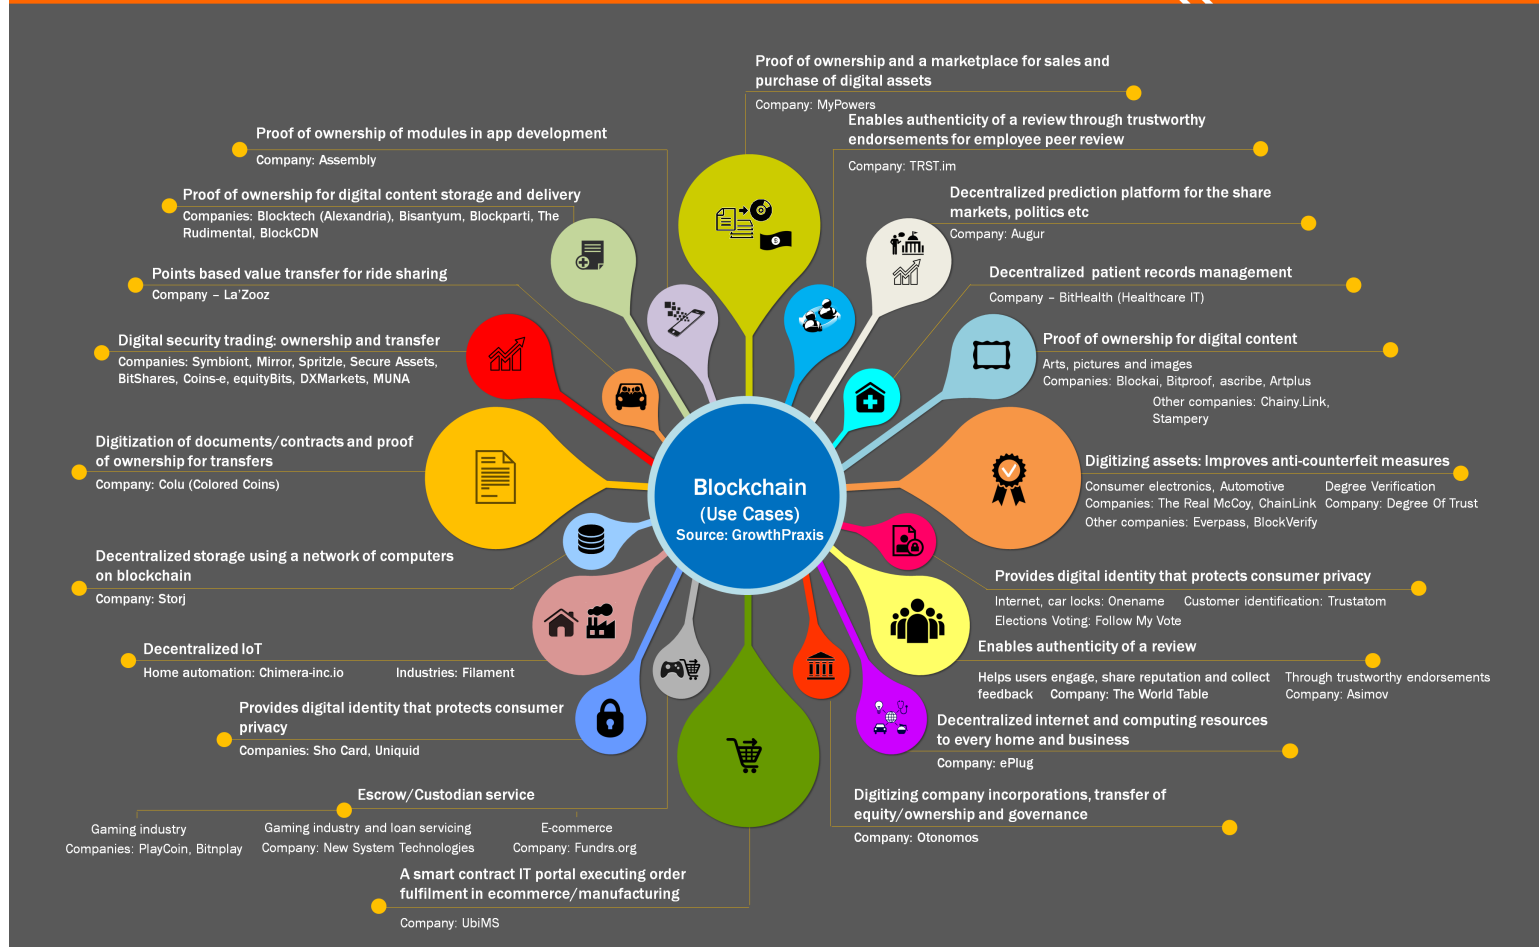 Proof of ownership and a marketplace for sales and
purchase of digital assets
Company: MyPowers
Enables authenticity of a review through trustworthy
endorsements for employee peer review
Company: TRST.im
Decentralized prediction platform for the share
markets, politics etc
Company: Augur
Decentralized patient records management
Company – BitHealth (Healthcare IT)
Proof of ownership for digital content
Arts, pictures and images
Companies: Blockai, Bitproof, ascribe, Artplus
Other companies: Chainy.Link,
Stampery
Digitizing assets: Improves anti-counterfeit measures
Consumer electronics, Automotive
Companies: The Real McCoy, ChainLink
Degree Verification
Company: Degree Of Trust
Other companies: Everpass, BlockVerify
Provides digital identity that protects consumer privacy
Internet, car locks: Onename
Customer identification: Trustatom
Elections Voting: Follow My Vote
Enables authenticity of a review
Helps users engage, share reputation and collect
feedback Company: The World Table
Through trustworthy endorsements
Company: Asimov
Decentralized internet and computing resources
to every home and business
Company: ePlug
Digitizing company incorporations, transfer of
equity/ownership and governance
Company: Otonomos
Proof of ownership of modules in app development
Company: Assembly
Proof of ownership for digital content storage and delivery
Companies: Blocktech (Alexandria), Bisantyum, Blockparti, The
Rudimental, BlockCDN
Points based value transfer for ride sharing
Company – La'Zooz
Digital security trading: ownership and transfer
Companies: Symbiont, Mirror, Spritzle, Secure Assets,
BitShares, Coins-e, equityBits, DXMarkets, MUNA
Digitization of documents/contracts and proof
of ownership for transfers
Company: Colu (Colored Coins)
Decentralized storage using a network of computers
on blockchain
Company: Storj
Decentralized IoT
Home automation: Chimera-inc.io
Industries: Filament
Provides digital identity that protects consumer
privacy
Companies: Sho Card, Uniquid
Escrow/Custodian service
Gaming industry
Companies: PlayCoin, Bitnplay
Gaming industry and loan servicing
Company: New System Technologies
E-commerce
Company: Fundrs.org
A smart contract IT portal executing order
fulfilment in ecommerce/manufacturing
Company: UbiMS
Blockchain
(Use Cases)
Source: GrowthPraxis